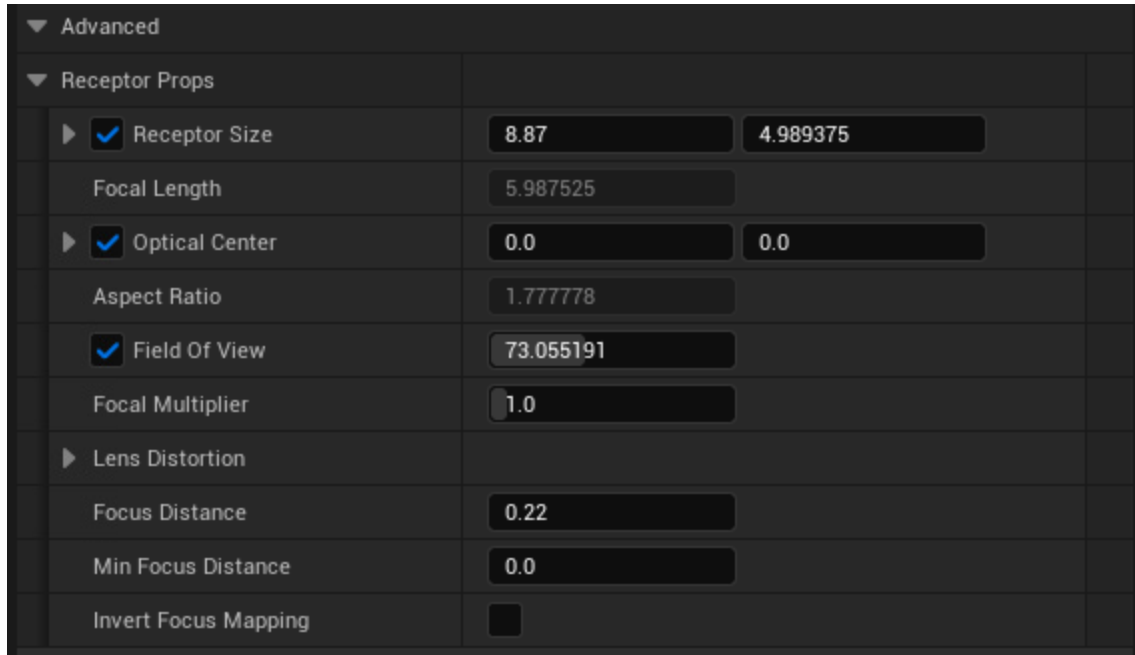 Advanced
Receptor Props
Receptor Size 8.87 4.989375
Focal Length 5.987525
Optical Center 0.0 0.0
Aspect Ratio 1.777778
Field Of View 73.055191
Focal Multiplier 1.0
Lens Distortion
Focus Distance 0.22
Min Focus Distance 0.0
Invert Focus Mapping